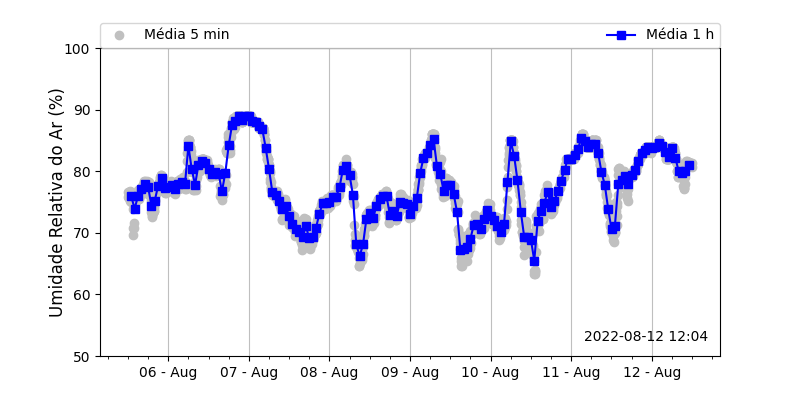 Média 5 min
Média 1 h
Umidade Relativa do Ar (%)
100
90
80
70
60
50
2022-08-12 12:04
06 - Aug
07 - Aug
08 - Aug
09 - Aug
10 - Aug
11 - Aug
12 - Aug